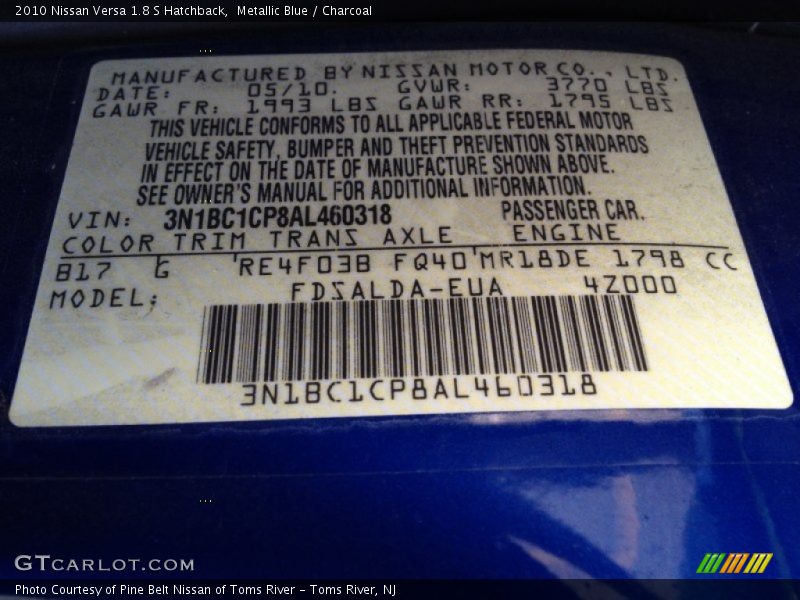 2010 Nissan Versa 1.8 S Hatchback,  Metallic Blue / Charcoal
MANUFACTURED BY NISSAN MOTOR CO., LTD.
DATE: 05/10. GVWR: 3770 LBS
GAWR FR: 1993 LBS GAWR RR: 1795 LBS
THIS VEHICLE CONFORMS TO ALL APPLICABLE FEDERAL MOTOR
VEHICLE SAFETY, BUMPER AND THEFT PREVENTION STANDARDS
IN EFFECT ON THE DATE OF MANUFACTURE SHOWN ABOVE.
SEE OWNER'S MANUAL FOR ADDITIONAL INFORMATION.
VIN: 3N1BC1CP8AL460318 PASSENGER CAR.
COLOR TRIM TRANS AXLE ENGINE
B17 G RE4F03B FQ40 MR18DE 1798 CC
MODEL: FDSALDA-EUA 4Z000
3N1BC1CP8AL460318
GTCARLOT.COM
Photo Courtesy of Pine Belt Nissan of Toms River – Toms River, NJ